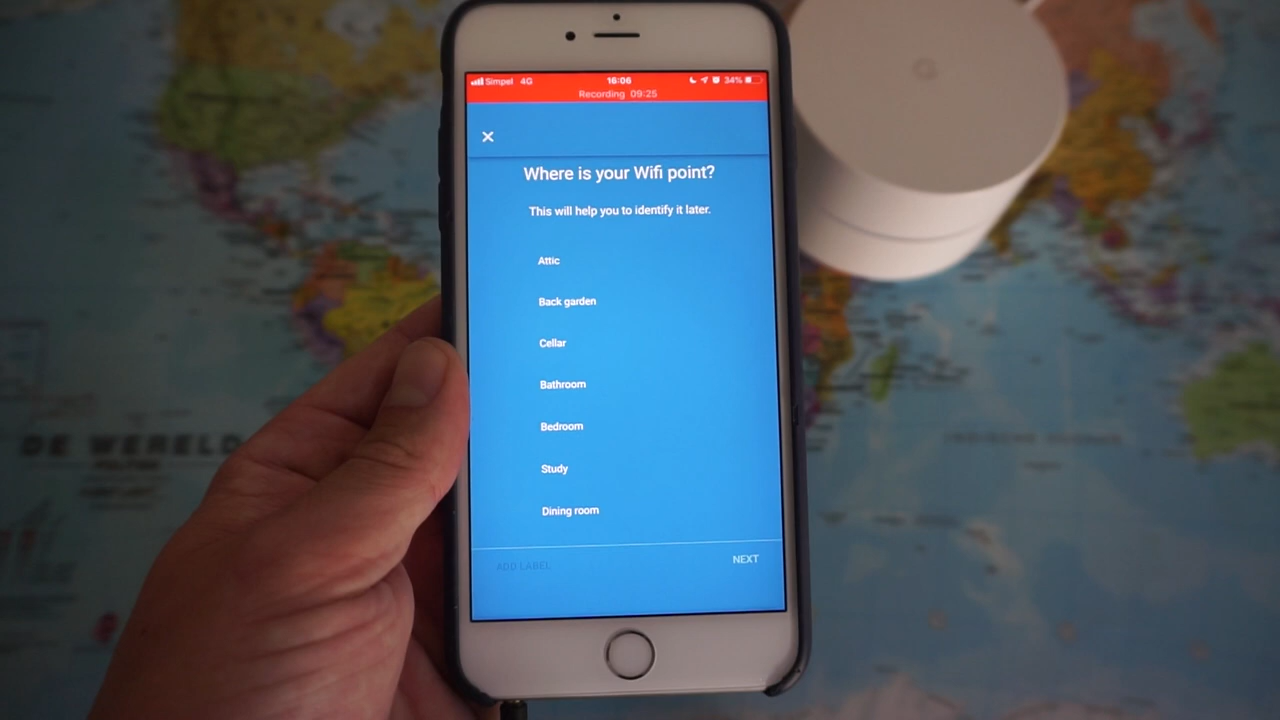 Simpel 4G 16:06 34%
Recording 09:25
Where is your Wifi point?
This will help you to identify it later.
Attic
Back garden
Cellar
Bathroom
Bedroom
Study
Dining room
ADD LABEL
NEXT
DE WERELD